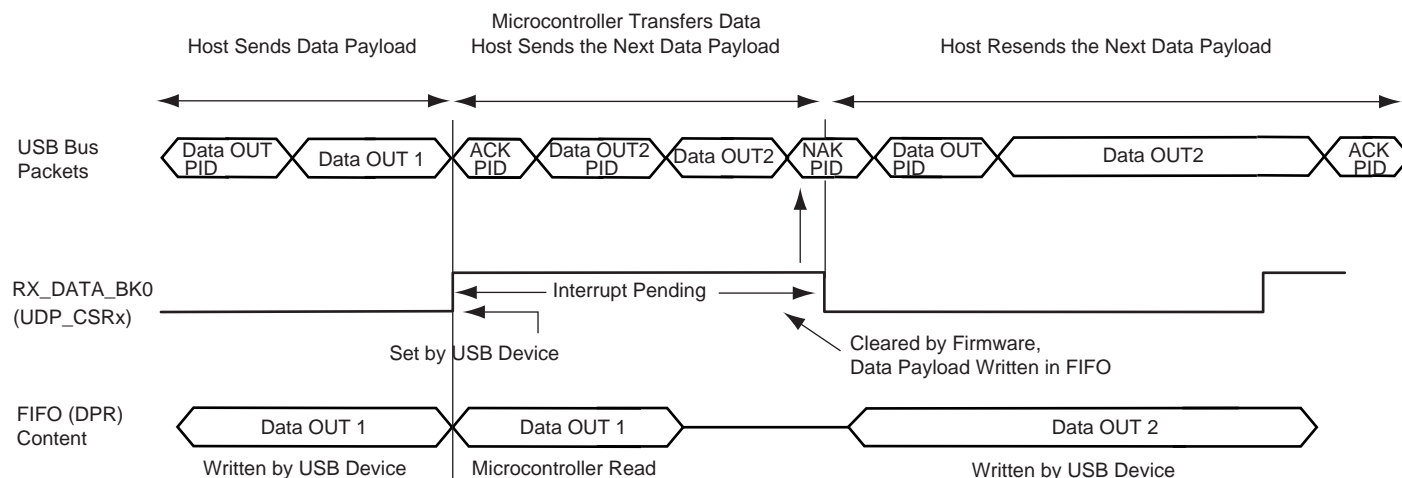 Microcontroller Transfers Data
Host Sends Data Payload
Host Sends the Next Data Payload
Host Resends the Next Data Payload
USB Bus
Packets
Data OUT
PID
Data OUT 1
ACK
PID
Data OUT2
PID
Data OUT2
NAK
PID
Data OUT
PID
Data OUT2
ACK
PID
RX_DATA_BK0
(UDP_CSRx)
Interrupt Pending
Set by USB Device
Cleared by Firmware,
Data Payload Written in FIFO
FIFO (DPR)
Content
Data OUT 1
Data OUT 1
Data OUT 2
Written by USB Device
Microcontroller Read
Written by USB Device